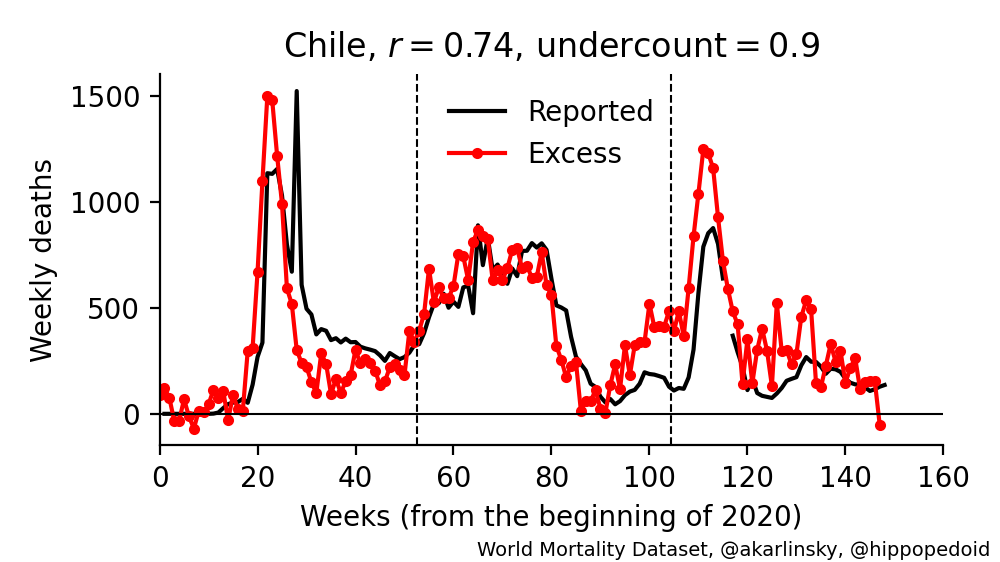 Chile, r = 0.74, undercount = 0.9
1500
1000
500
0
Weekly deaths
Reported
Excess
0 20 40 60 80 100 120 140 160
Weeks (from the beginning of 2020)
World Mortality Dataset, @akarlinsky, @hippopedoid